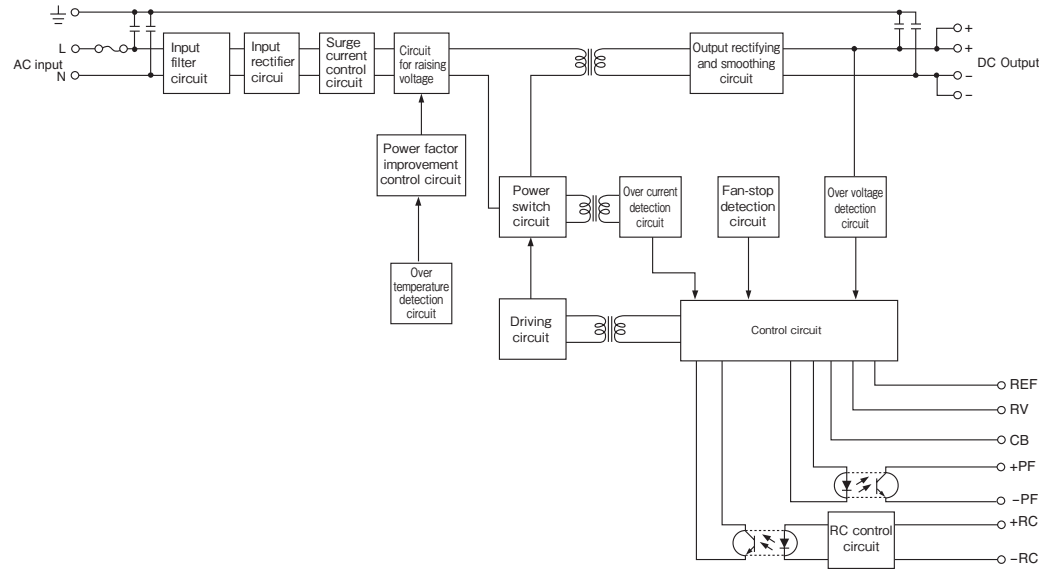 L
AC input
N
Input
filter
circuit
Input
rectifier
circui
Surge
current
control
circuit
Circuit
for raising
voltage
Output rectifying
and smoothing
circuit
+
+
DC Output
−
−
Power factor
improvement
control circuit
Power
switch
circuit
Over current
detection
circuit
Fan-stop
detection
circuit
Over voltage
detection
circuit
Over
temperature
detection
circuit
Driving
circuit
Control circuit
REF
RV
CB
+PF
−PF
RC control
circuit
+RC
−RC